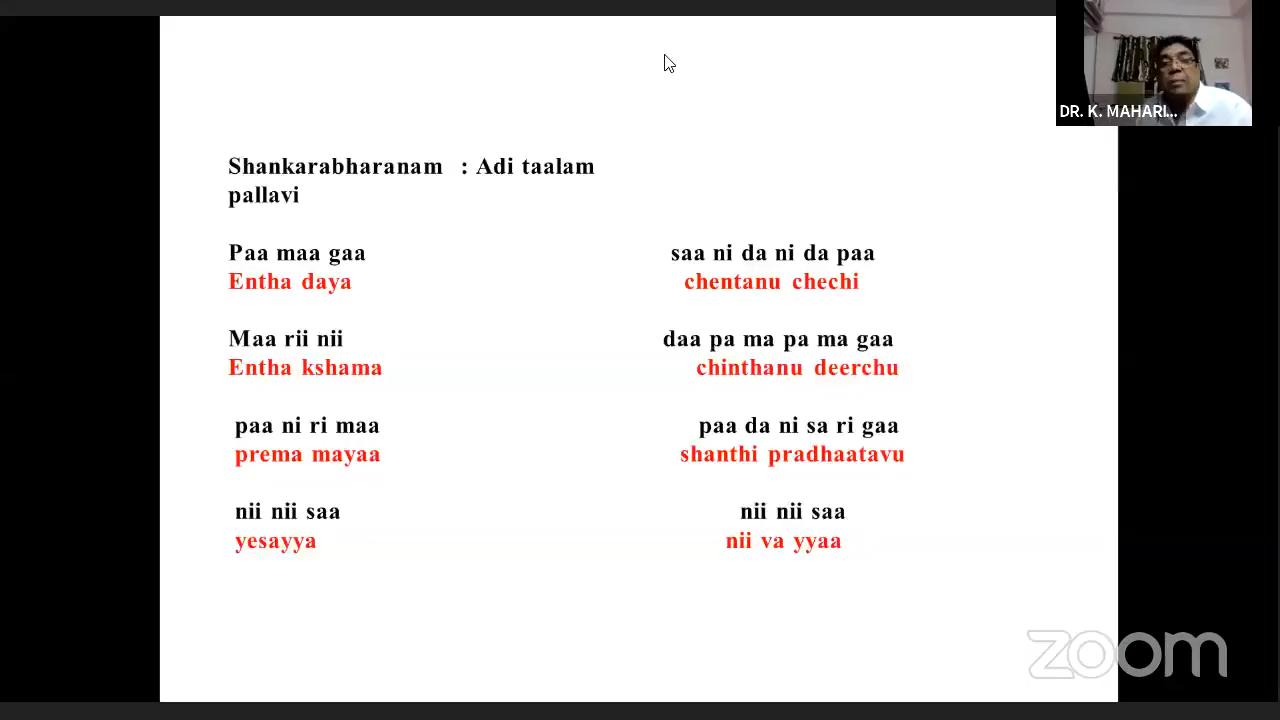 DR. K. MAHARI...
Shankarabharanam : Adi taalam
pallavi
Paa maa gaa saa ni da ni da paa
Entha daya chentanu chechi
Maa rii nii daa pa ma pa ma gaa
Entha kshama chinthanu deerchu
paa ni ri maa paa da ni sa ri gaa
prema mayaa shanthi pradhaatavu
nii nii saa nii nii saa
yesayya nii va yyaa
zoom